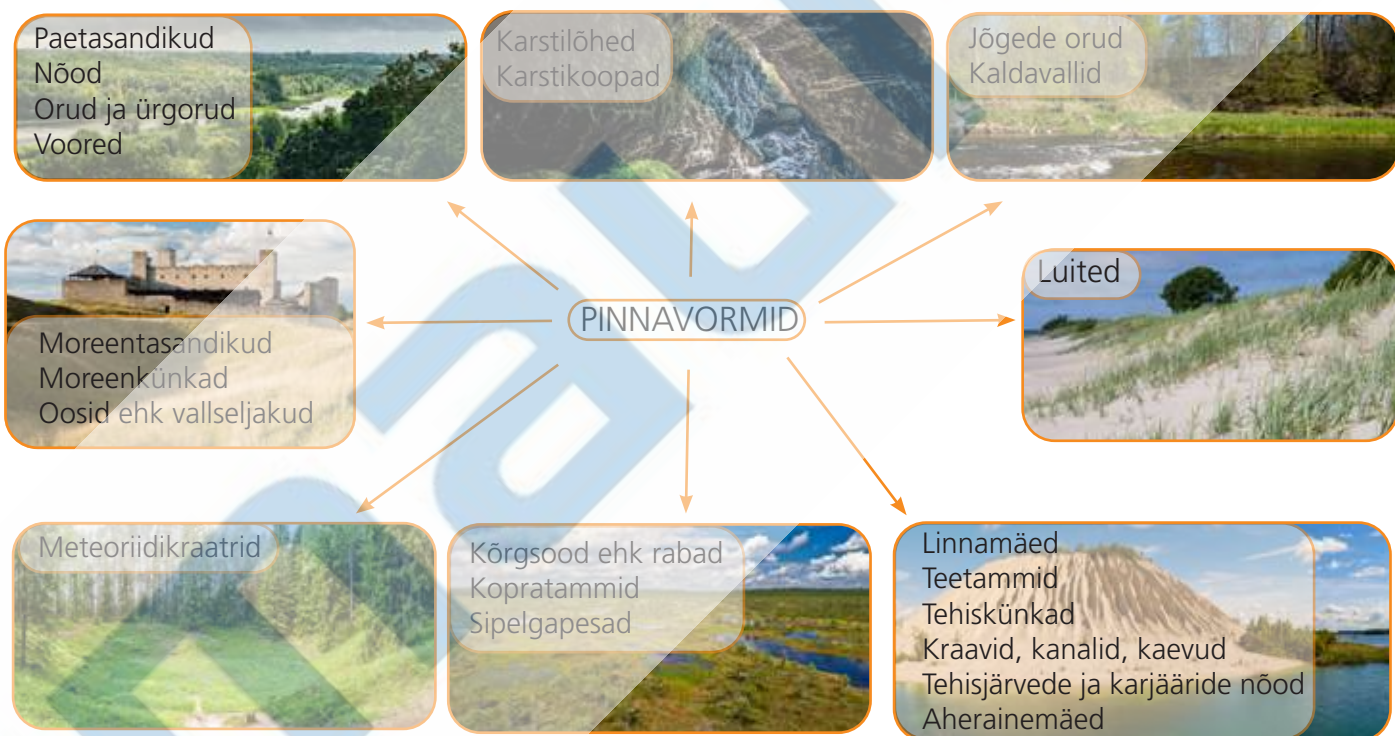 Paetasandikud
Nõod
Orud ja ürgorud
Voored
Karstilõhed
Karstikoopad
Jõgede orud
Kaldavallid
Moreentasandikud
Moreenkünkad
Oosid ehk vallseljakud
PINNAVORMID
Luited
Meteoriidikraatrid
Kõrgsood ehk rabad
Kopratammid
Sipelgapesad
Linnamäed
Teetammid
Tehiskünkad
Kraavid, kanalid, kaevud
Tehisjärvede ja karjääride nõod
Aherainemäed